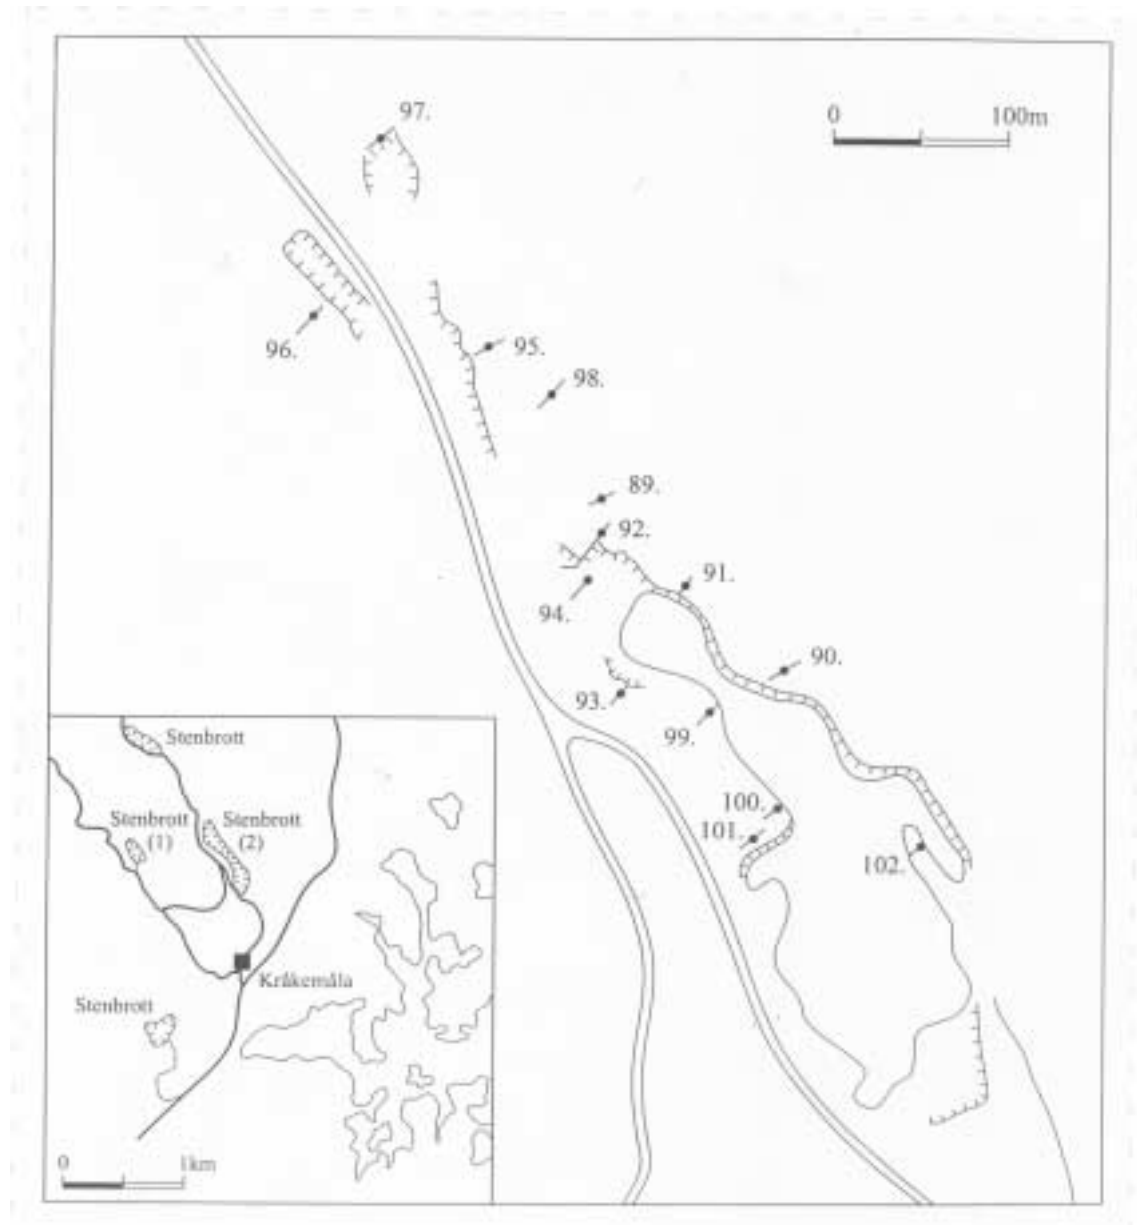 97.
0 100m
96.
95.
98.
89.
92.
91.
94.
90.
93.
99.
100.
101.
102.
Stenbrott
Stenbrott
(1)
Stenbrott
(2)
Kråkemåla
Stenbrott
0 1km